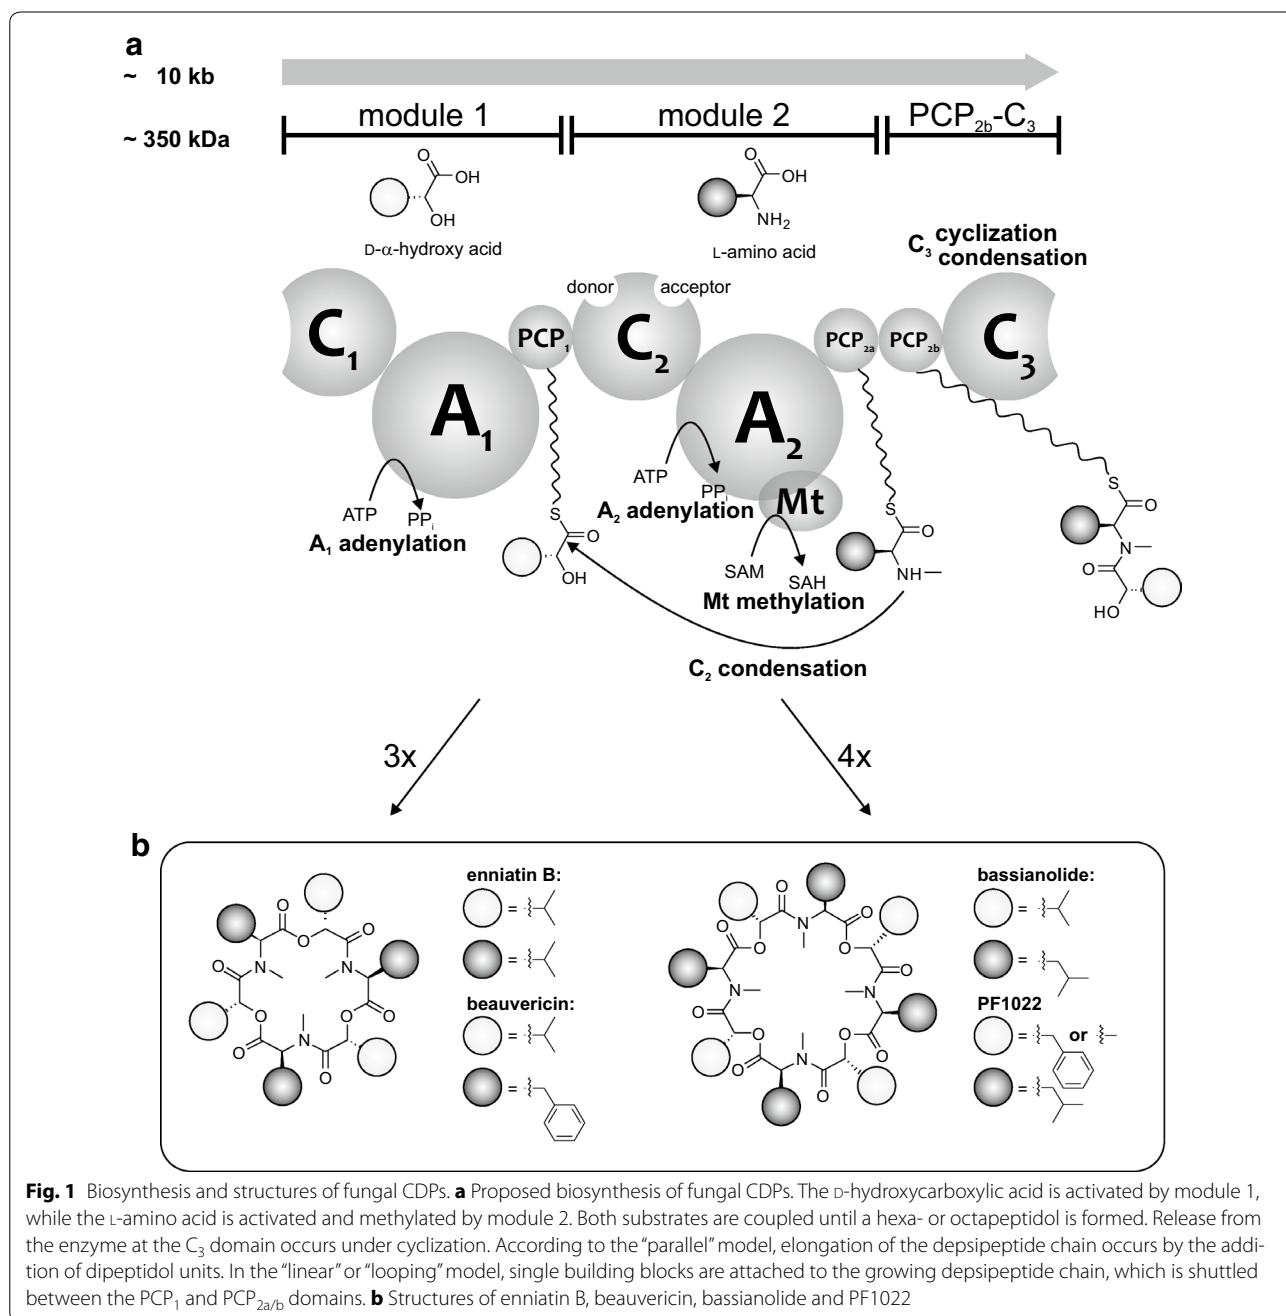 a
~ 10 kb
module 1 module 2 PCP2b-C3
~ 350 kDa
O OH OH
O OH NH2
D-α-hydroxy acid
L-amino acid
C3 cyclization
condensation
donor acceptor
C1 A1 PCP1 C2 A2 PCP2a PCP2b C3
Mt
ATP PPi
A1 adenylation
ATP PPi
A2 adenylation
SAM SAH
Mt methylation
S O OH
S O NH
S O N O HO
C2 condensation
3x 4x
b
enniatin B:
=
=
beauvericin:
=
=
bassianolide:
=
=
PF1022
= or
=
Fig. 1 Biosynthesis and structures of fungal CDPs. a Proposed biosynthesis of fungal CDPs. The D-hydroxycarboxylic acid is activated by module 1,
while the L-amino acid is activated and methylated by module 2. Both substrates are coupled until a hexa- or octapeptidol is formed. Release from
the enzyme at the C3 domain occurs under cyclization. According to the “parallel” model, elongation of the depsipeptide chain occurs by the addi-
tion of dipeptidol units. In the “linear” or “looping” model, single building blocks are attached to the growing depsipeptide chain, which is shuttled
between the PCP1 and PCP2a/b domains. b Structures of enniatin B, beauvericin, bassianolide and PF1022